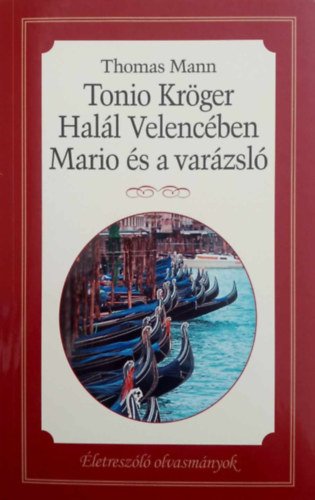 Thomas Mann
Tonio Kröger
Halál Velencében
Mario és a varázsló
Életreszóló olvasmányok